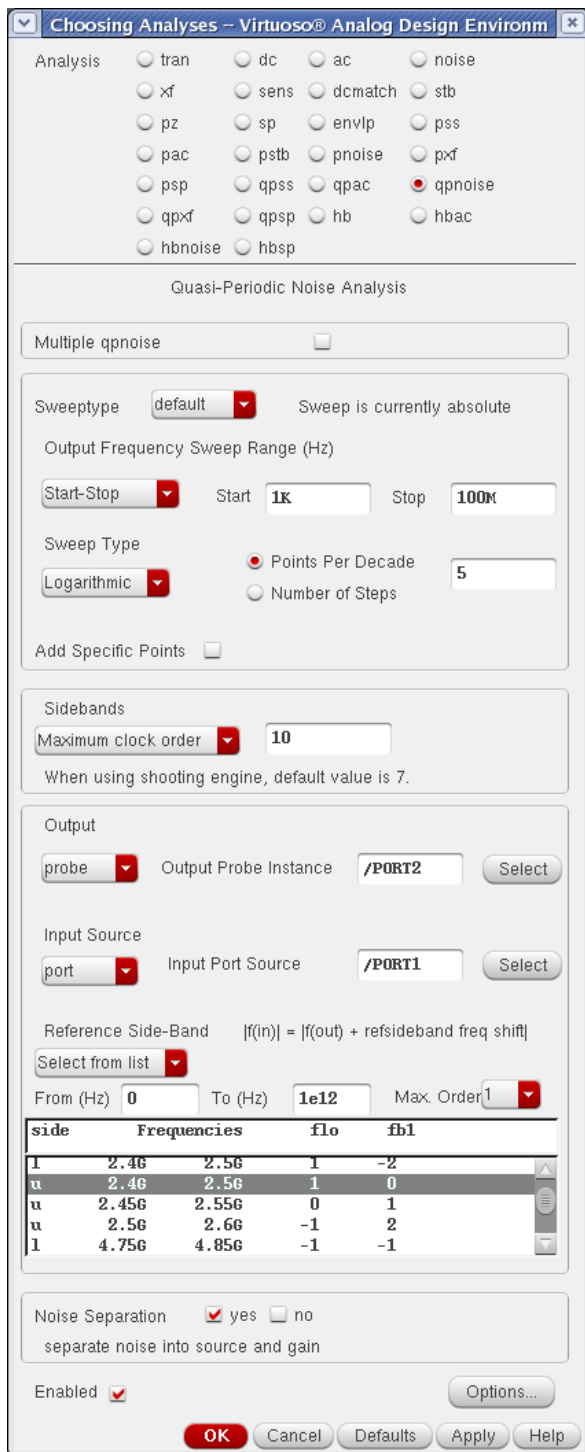 Choosing Analyses -- Virtuoso® Analog Design Environm
Analysis tran dc ac noise
xf sens dcmatch stb
pz sp envlp pss
pac pstb pnoise pxf
psp qpss qpac qpnoise
qpxf qpsp hb hbac
hbnoise hbsp
Quasi-Periodic Noise Analysis
Multiple qpnoise
Sweeptype default Sweep is currently absolute
Output Frequency Sweep Range (Hz)
Start-Stop Start 1K Stop 100M
Sweep Type
Logarithmic Points Per Decade 5
Number of Steps
Add Specific Points
Sidebands
Maximum clock order 10
When using shooting engine, default value is 7.
Output
probe Output Probe Instance /PORT2 Select
Input Source
port Input Port Source /PORT1 Select
Reference Side-Band |f(in)| = |f(out) + refsideband freq shift|
Select from list
From (Hz) 0 To (Hz) 1e12 Max. Order 1
side Frequencies flo fb1
l 2.4G 2.5G 1 -2
u 2.4G 2.5G 1 0
u 2.45G 2.55G 0 1
u 2.5G 2.6G -1 2
l 4.75G 4.85G -1 -1
Noise Separation yes no
separate noise into source and gain
Enabled Options...
OK Cancel Defaults Apply Help